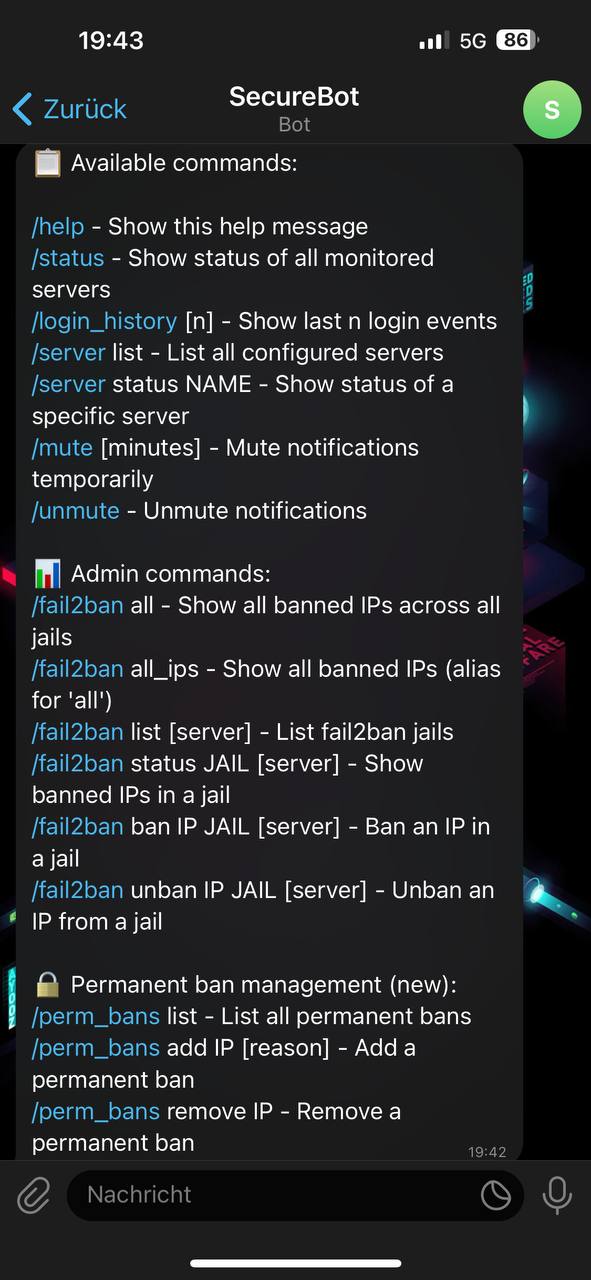 19:43
5G 86
Zurück
SecureBot
Bot
S
📋 Available commands:
/help - Show this help message
/status - Show status of all monitored
servers
/login_history [n] - Show last n login events
/server list - List all configured servers
/server status NAME - Show status of a
specific server
/mute [minutes] - Mute notifications
temporarily
/unmute - Unmute notifications
📊 Admin commands:
/fail2ban all - Show all banned IPs across all
jails
/fail2ban all_ips - Show all banned IPs (alias
for 'all')
/fail2ban list [server] - List fail2ban jails
/fail2ban status JAIL [server] - Show
banned IPs in a jail
/fail2ban ban IP JAIL [server] - Ban an IP in
a jail
/fail2ban unban IP JAIL [server] - Unban an
IP from a jail
🔒 Permanent ban management (new):
/perm_bans list - List all permanent bans
/perm_bans add IP [reason] - Add a
permanent ban
/perm_bans remove IP - Remove a
permanent ban
19:42
Nachricht